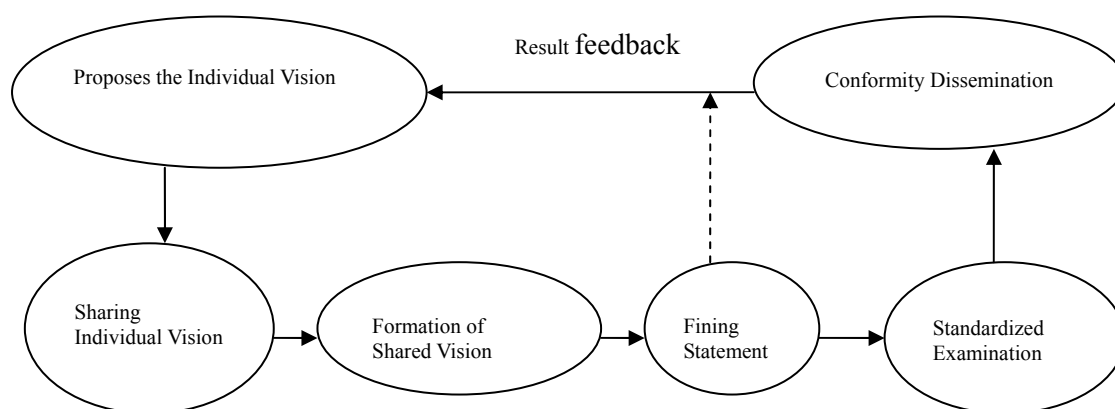 Result feedback
Proposes the Individual Vision
Conformity Dissemination
Sharing
Individual Vision
Formation of
Shared Vision
Fining
Statement
Standardized
Examination